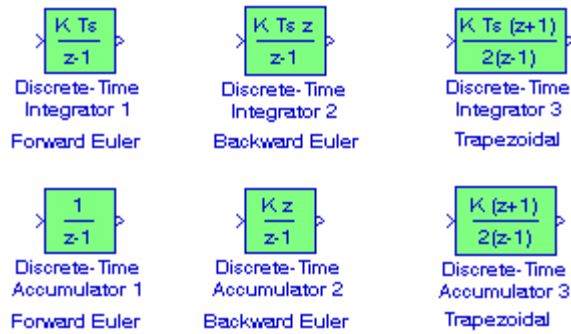 K Ts
z-1
Discrete-Time
Integrator 1
Forward Euler
K Ts z
z-1
Discrete-Time
Integrator 2
Backward Euler
K Ts (z+1)
2(z-1)
Discrete-Time
Integrator 3
Trapezoidal
1
z-1
Discrete-Time
Accumulator 1
Forward Euler
K z
z-1
Discrete-Time
Accumulator 2
Backward Euler
K (z+1)
2(z-1)
Discrete-Time
Accumulator 3
Trapezoidal